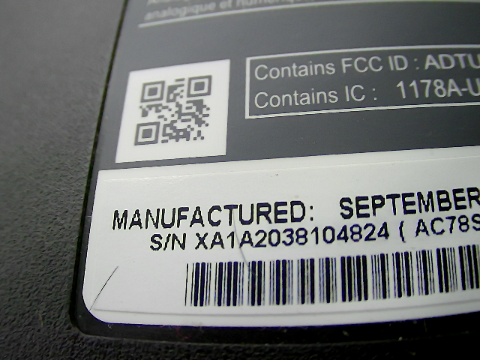 analogique et numérique
Contains FCC ID : ADTU
Contains IC : 1178A-U
MANUFACTURED: SEPTEMBER
S/N XA1A2038104824 ( AC78S